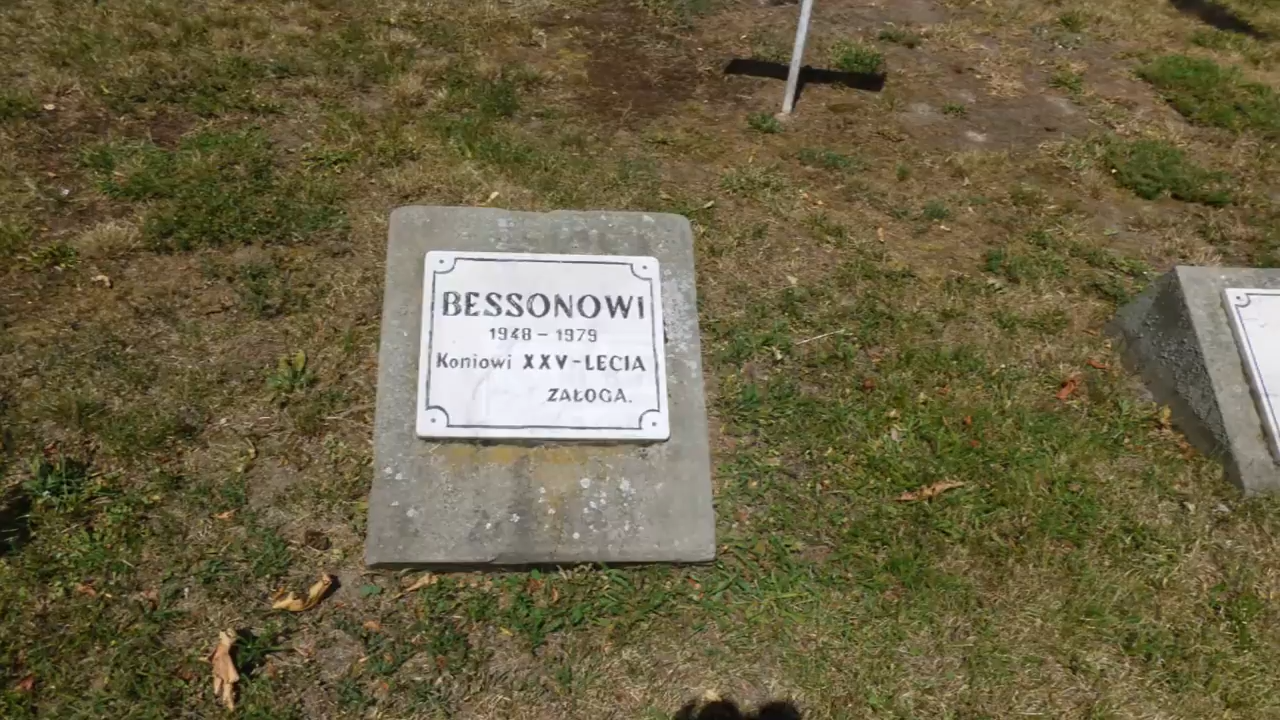 BESSONOWI
1948 – 1979
Koniowi XXV-LECIA
ZAŁOGA.